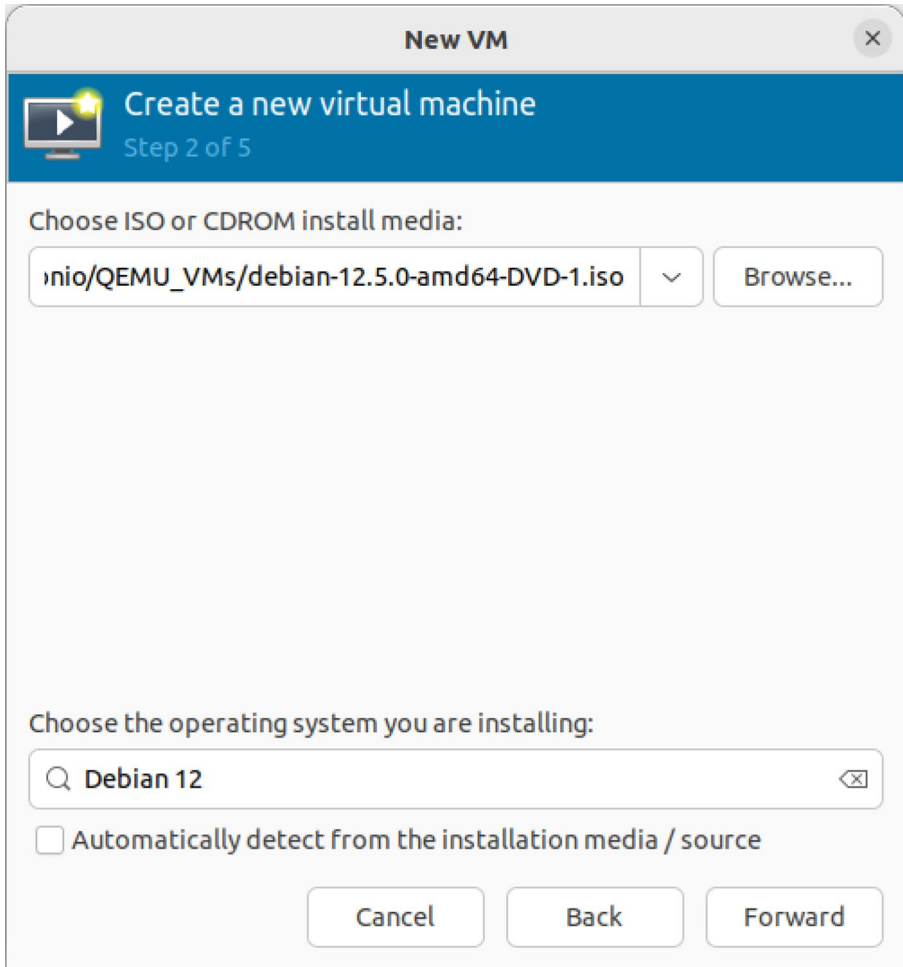 New VM
Create a new virtual machine
Step 2 of 5
Choose ISO or CDROM install media:
onio/QEMU_VMs/debian-12.5.0-amd64-DVD-1.iso
Browse...
Choose the operating system you are installing:
Debian 12
Automatically detect from the installation media / source
Cancel Back Forward